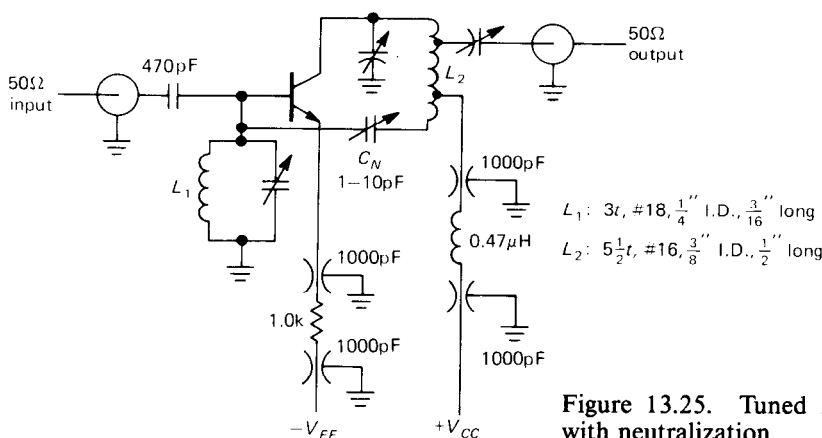 50Ω
input
470pF
L₁
C_N
1–10pF
L₂
50Ω
output
1000pF
0.47μH
1000pF
1000pF
1.0k
1000pF
−V_EE
+V_CC
L₁: 3t, #18, 1/4" I.D., 3/16" long
L₂: 5 1/2t, #16, 3/8" I.D., 1/2" long
Figure 13.25. Tuned
with neutralization